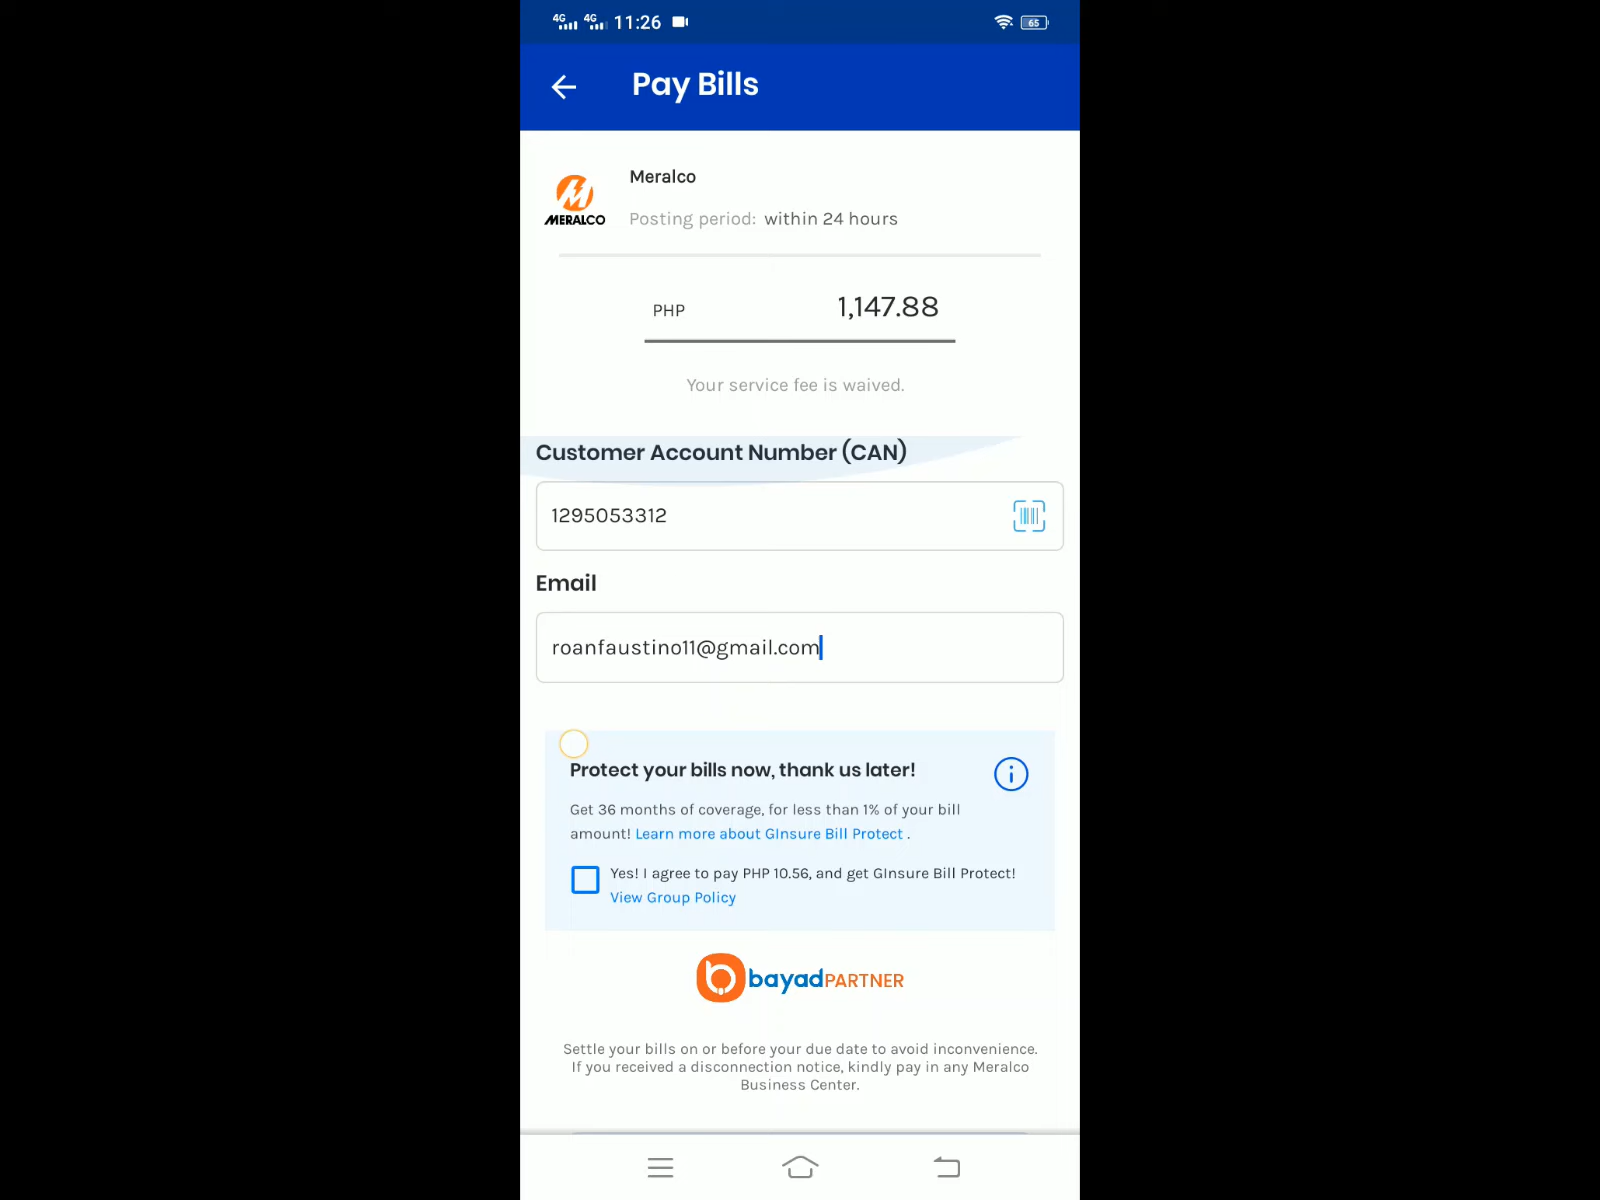 4G 4G 11:26 65
Pay Bills
Meralco
MERALCO
Posting period: within 24 hours
PHP 1,147.88
Your service fee is waived.
Customer Account Number (CAN)
1295053312
Email
roanfaustino11@gmail.com
Protect your bills now, thank us later!
Get 36 months of coverage, for less than 1% of your bill
amount! Learn more about GInsure Bill Protect .
Yes! I agree to pay PHP 10.56, and get GInsure Bill Protect!
View Group Policy
bayad PARTNER
Settle your bills on or before your due date to avoid inconvenience.
If you received a disconnection notice, kindly pay in any Meralco
Business Center.